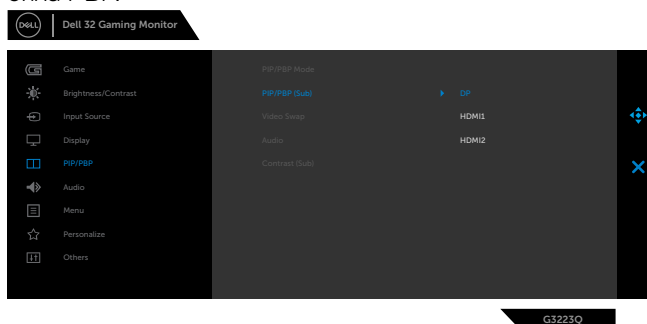 DELL Dell 32 Gaming Monitor
Game PIP/PBP Mode
Brightness/Contrast PIP/PBP (Sub) DP
Input Source Video Swap HDMI1
Display Audio HDMI2
PIP/PBP Contrast (Sub)
Audio
Menu
Personalize
Others
G3223Q